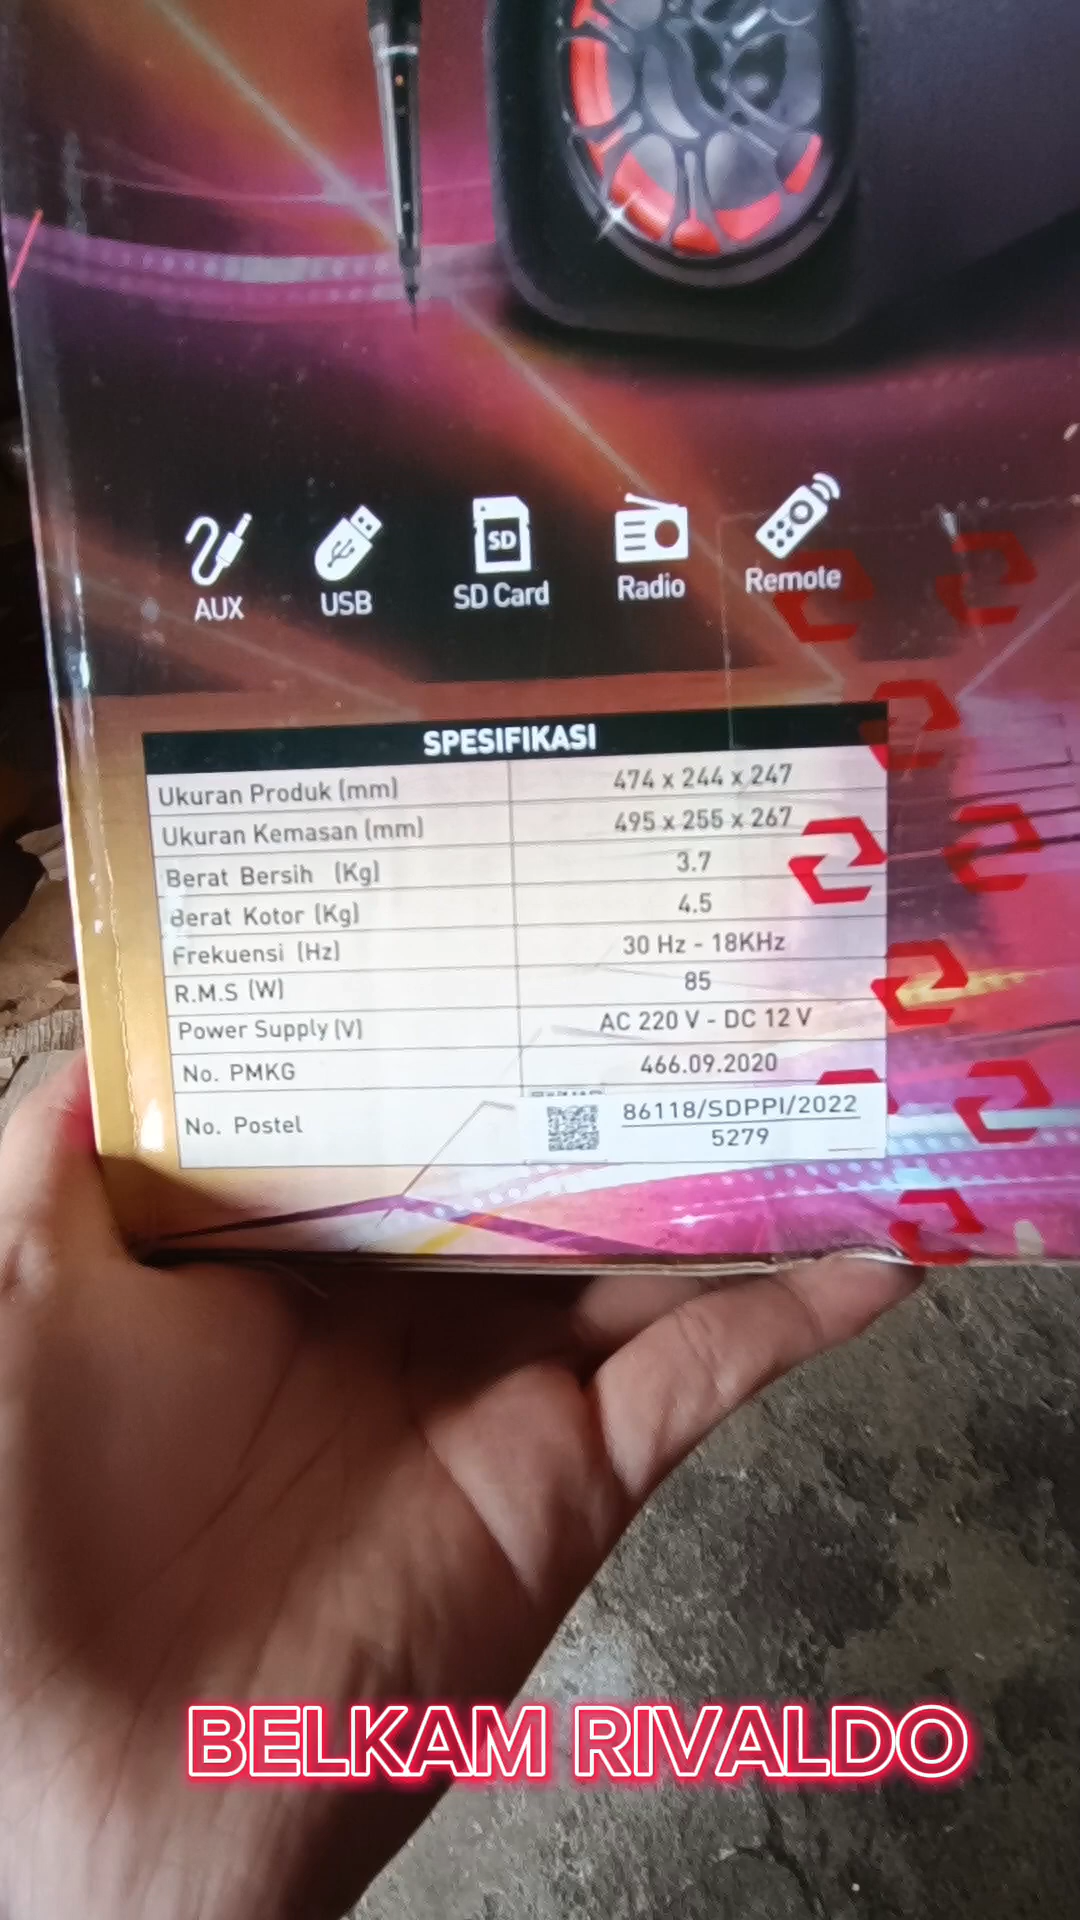 SD
AUX USB SD Card Radio Remote
SPESIFIKASI
Ukuran Produk (mm) 474 x 244 x 247
Ukuran Kemasan (mm) 495 x 255 x 267
Berat Bersih (Kg) 3.7
Berat Kotor (Kg) 4.5
Frekuensi (Hz) 30 Hz - 18KHz
R.M.S (W) 85
Power Supply (V) AC 220 V - DC 12 V
No. PMKG 466.09.2020
No. Postel 86118/SDPPI/2022
5279
BELKAM RIVALDO